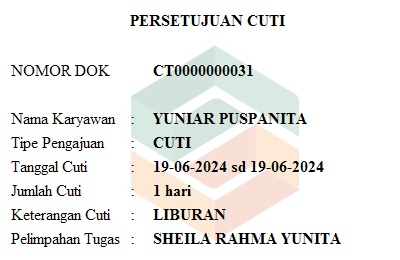 PERSETUJUAN CUTI
NOMOR DOK CT0000000031
Nama Karyawan : YUNIAR PUSPANITA
Tipe Pengajuan : CUTI
Tanggal Cuti : 19-06-2024 sd 19-06-2024
Jumlah Cuti : 1 hari
Keterangan Cuti : LIBURAN
Pelimpahan Tugas : SHEILA RAHMA YUNITA